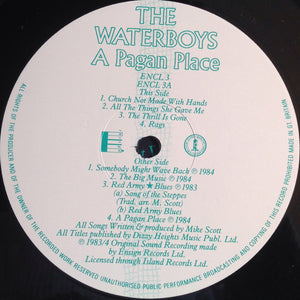 THE
WATERBOYS
A Pagan Place
ENCL 3
ENCL 3A
This Side
1. Church Not Made With Hands
2. All The Things She Gave Me
3. The Thrill Is Gone
4. Rags
Other Side
1. Somebody Might Wave Back ℗ 1984
2. The Big Music ℗ 1984
3. Red Army ★ Blues ℗ 1983
(a) Song of the Steppes
(Trad. arr. M. Scott)
(b) Red Army Blues
4. A Pagan Place ℗ 1984
All Songs Written & produced by Mike Scott
All Titles published by Dizzy Heights Music Publ. Ltd.
℗ 1983/4 Original Sound Recording made
by Ensign Records Ltd.
Licensed through Island Records Ltd.
ALL RIGHTS OF THE PRODUCER AND OF THE OWNER OF THE RECORDED WORK RESERVED UNAUTHORISED PUBLIC PERFORMANCE BROADCASTING AND COPYING OF THIS RECORD PROHIBITED MADE IN GT. BRITAIN